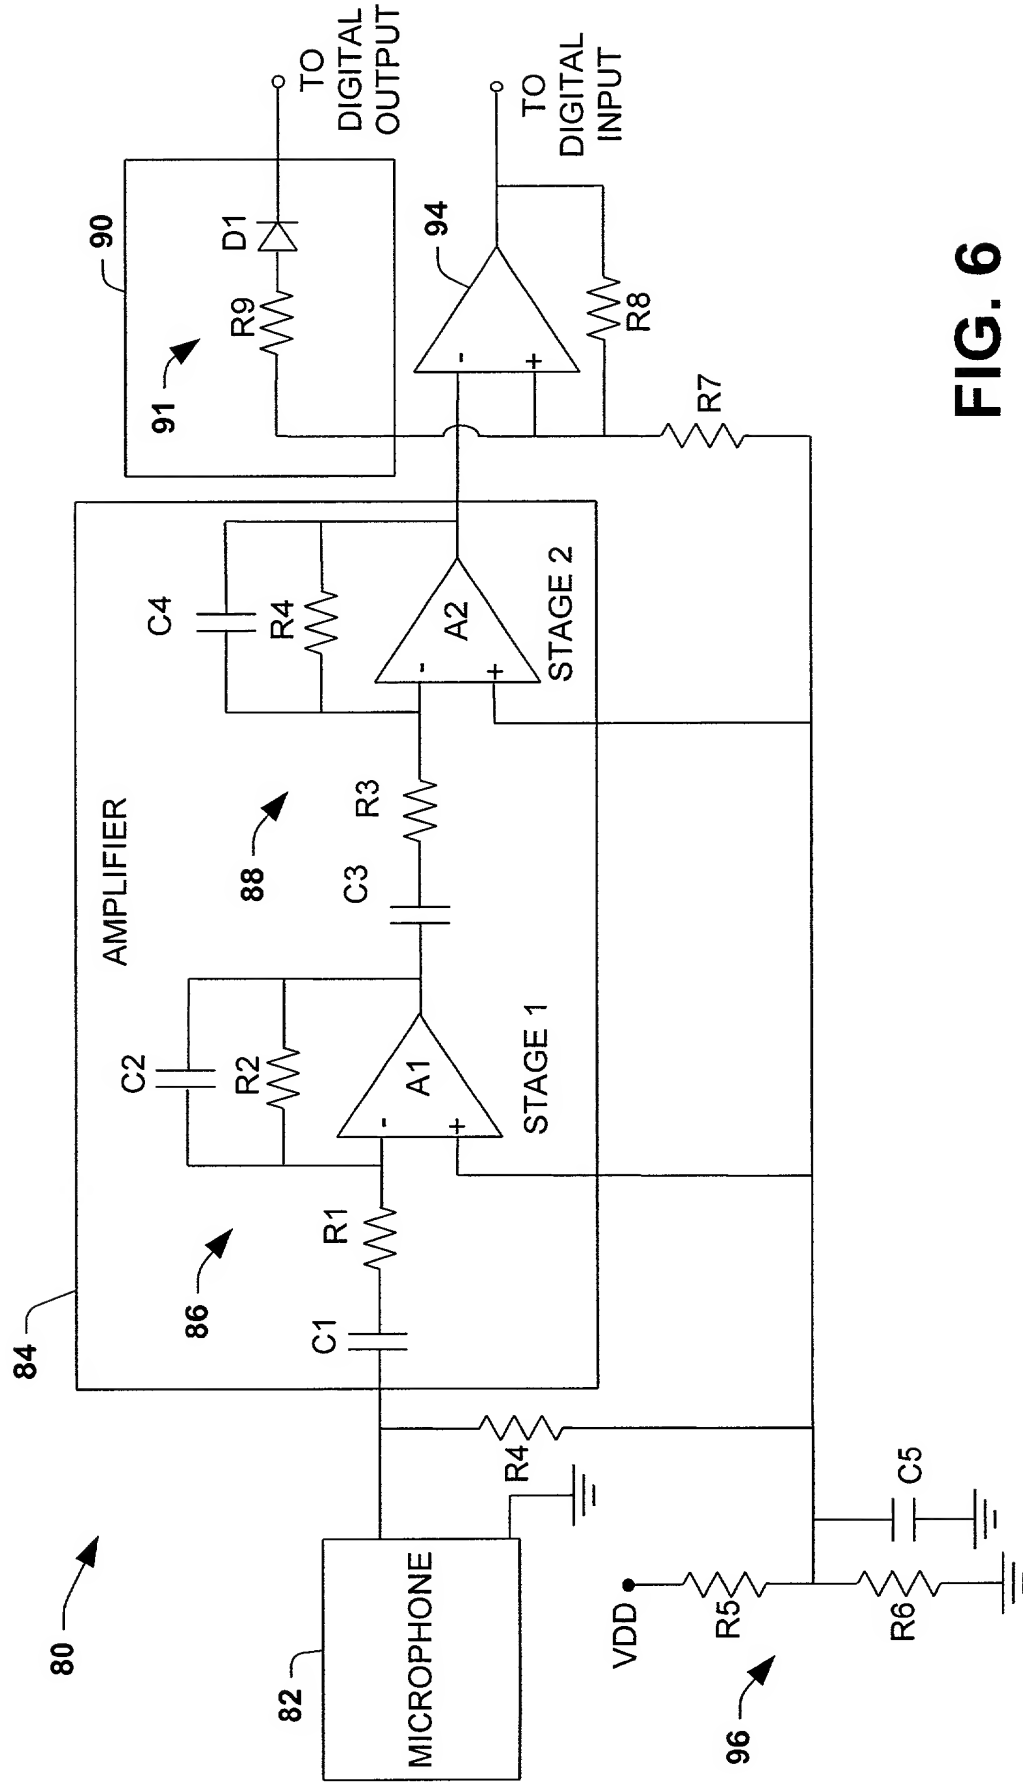 80
82
MICROPHONE
84
AMPLIFIER
86
C1
R1
C2
R2
-
+
A1
STAGE 1
88
C3
R3
C4
R4
-
+
A2
STAGE 2
90
91
R9
D1
TO
DIGITAL
OUTPUT
94
-
+
R8
TO
DIGITAL
INPUT
R7
R4
VDD
R5
R6
C5
96
FIG. 6